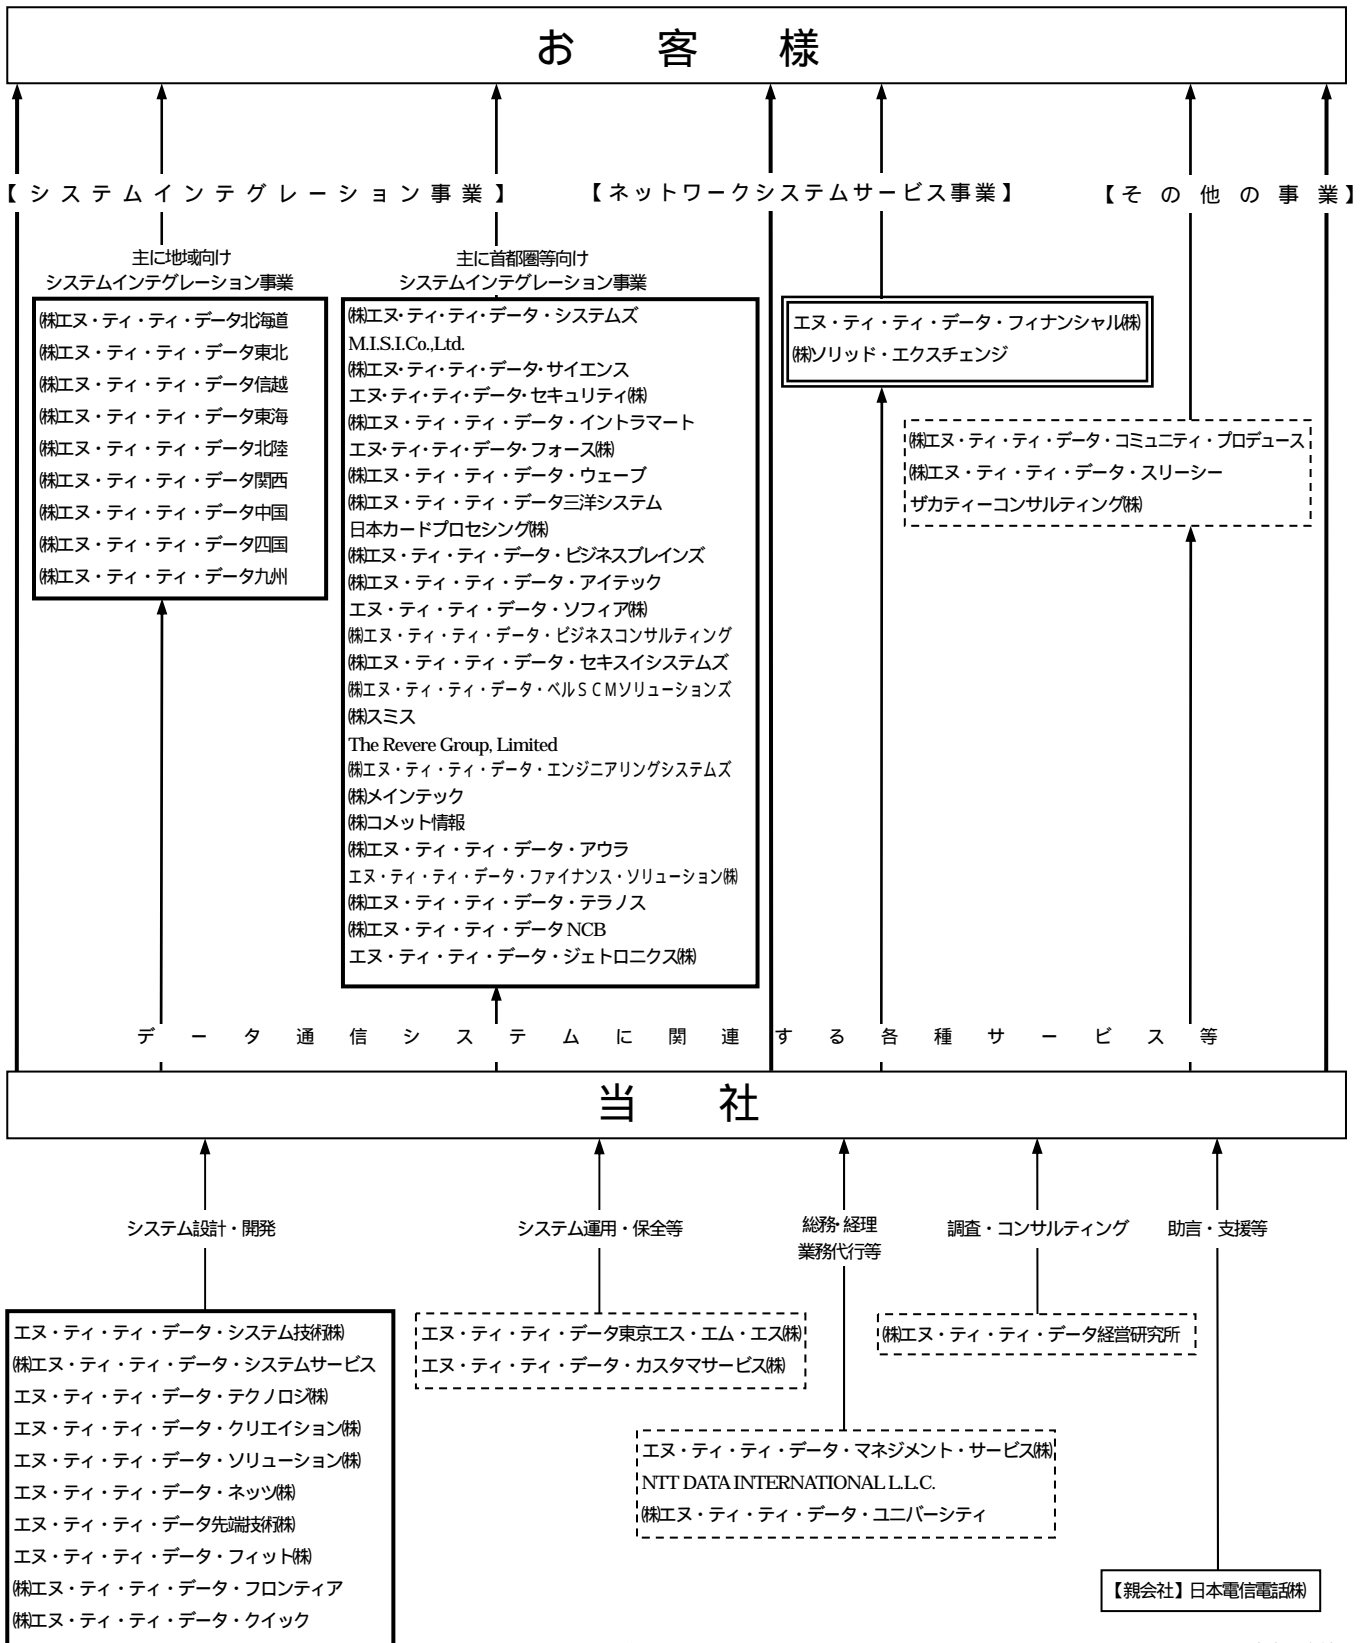 お客様
【システムインテグレーション事業】
【ネットワークシステムサービス事業】
【その他の事業】
主に地域向け
システムインテグレーション事業
㈱エヌ・ティ・ティ・データ北海道
㈱エヌ・ティ・ティ・データ東北
㈱エヌ・ティ・ティ・データ信越
㈱エヌ・ティ・ティ・データ東海
㈱エヌ・ティ・ティ・データ北陸
㈱エヌ・ティ・ティ・データ関西
㈱エヌ・ティ・ティ・データ中国
㈱エヌ・ティ・ティ・データ四国
㈱エヌ・ティ・ティ・データ九州
主に首都圏等向け
システムインテグレーション事業
㈱エヌ・ティ・ティ・データ・システムズ
M.I.S.I.Co.,Ltd.
㈱エヌ・ティ・ティ・データ・サイエンス
エヌ・ティ・ティ・データ・セキュリティ㈱
㈱エヌ・ティ・ティ・データ・イントラマート
エヌ・ティ・ティ・データ・フォース㈱
㈱エヌ・ティ・ティ・データ・ウェーブ
㈱エヌ・ティ・ティ・データ三洋システム
日本カードプロセシング㈱
㈱エヌ・ティ・ティ・データ・ビジネスブレインズ
㈱エヌ・ティ・ティ・データ・アイテック
エヌ・ティ・ティ・データ・ソフィア㈱
㈱エヌ・ティ・ティ・データ・ビジネスコンサルティング
㈱エヌ・ティ・ティ・データ・セキスイシステムズ
㈱エヌ・ティ・ティ・データ・ベルＳＣＭソリューションズ
㈱スミス
The Revere Group, Limited
㈱エヌ・ティ・ティ・データ・エンジニアリングシステムズ
㈱メインテック
㈱コメット情報
㈱エヌ・ティ・ティ・データ・アウラ
エヌ・ティ・ティ・データ・ファイナンス・ソリューション㈱
㈱エヌ・ティ・ティ・データ・テラノス
㈱エヌ・ティ・ティ・データ NCB
エヌ・ティ・ティ・データ・ジェトロニクス㈱
エヌ・ティ・ティ・データ・フィナンシャル㈱
㈱ソリッド・エクスチェンジ
㈱エヌ・ティ・ティ・データ・コミュニティ・プロデュース
㈱エヌ・ティ・ティ・データ・スリーシー
ザカティーコンサルティング㈱
データ通信システムに関連する各種サービス等
当社
システム設計・開発
システム運用・保全等
総務・経理
業務代行等
調査・コンサルティング
助言・支援等
エヌ・ティ・ティ・データ・システム技術㈱
㈱エヌ・ティ・ティ・データ・システムサービス
エヌ・ティ・ティ・データ・テクノロジ㈱
エヌ・ティ・ティ・データ・クリエイション㈱
エヌ・ティ・ティ・データ・ソリューション㈱
エヌ・ティ・ティ・データ・ネッツ㈱
エヌ・ティ・ティ・データ先端技術㈱
エヌ・ティ・ティ・データ・フィット㈱
㈱エヌ・ティ・ティ・データ・フロンティア
㈱エヌ・ティ・ティ・データ・クイック
エヌ・ティ・ティ・データ東京エス・エム・エス㈱
エヌ・ティ・ティ・データ・カスタマサービス㈱
エヌ・ティ・ティ・データ・マネジメント・サービス㈱
NTT DATA INTERNATIONAL L.L.C.
㈱エヌ・ティ・ティ・データ・ユニバーシティ
㈱エヌ・ティ・ティ・データ経営研究所
【親会社】日本電信電話㈱